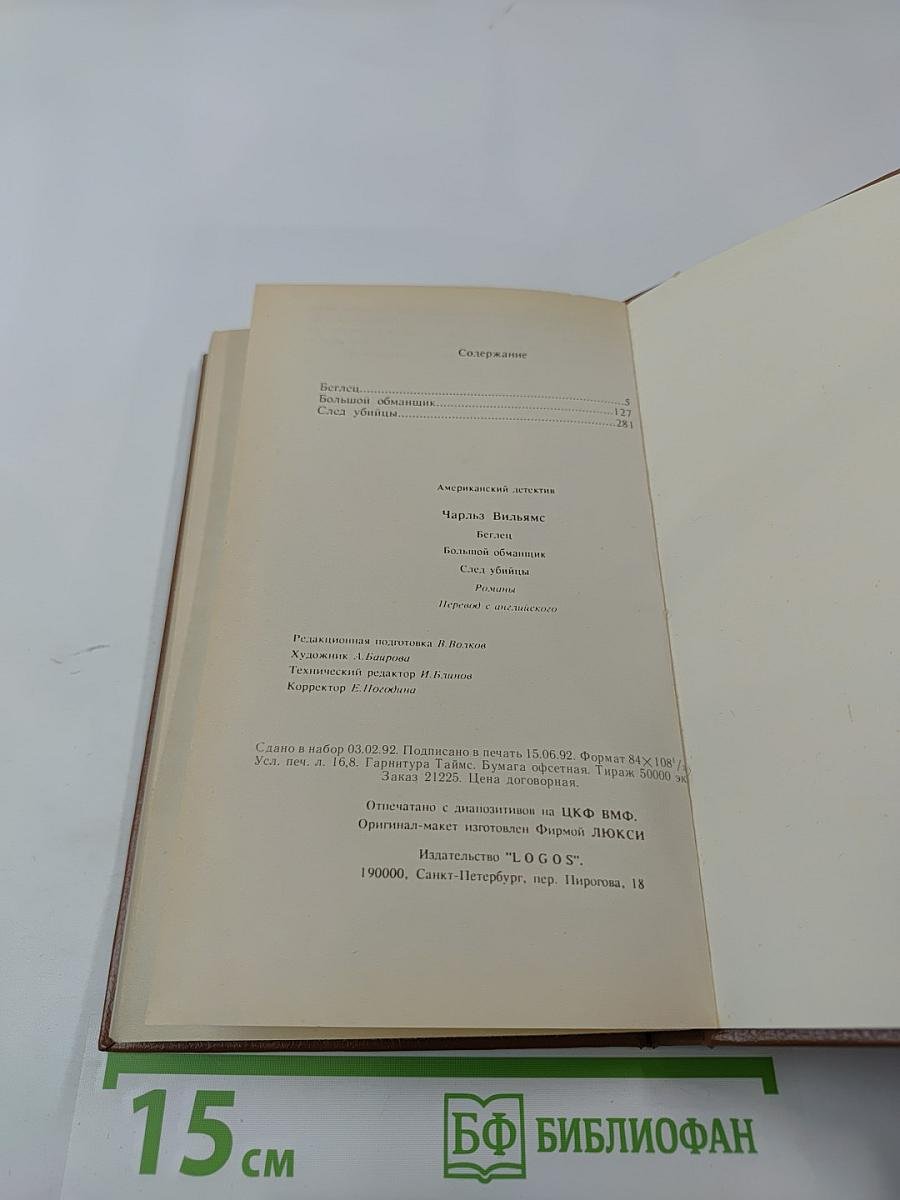 Содержание
Беглец..........5
Большой обманщик..........127
След убийцы..........281
Американский детектив
Чарльз Вильямс
Беглец
Большой обманщик
След убийцы
Романы
Перевод с английского
Редакционная подготовка В.Волков
Художник А.Баирова
Технический редактор И.Блинов
Корректор Е.Погодина
Сдано в набор 03.02.92. Подписано в печать 15.06.92. Формат 84×108
Усл. печ. л. 16,8. Гарнитура Таймс. Бумага офсетная. Тираж 50000 эк
Заказ 21225. Цена договорная.
Отпечатано с диапозитивов на ЦКФ ВМФ.
Оригинал-макет изготовлен Фирмой ЛЮКСИ
Издательство "L O G O S".
190000, Санкт-Петербург, пер. Пирогова, 18
15 см
БФ БИБЛИОФАН